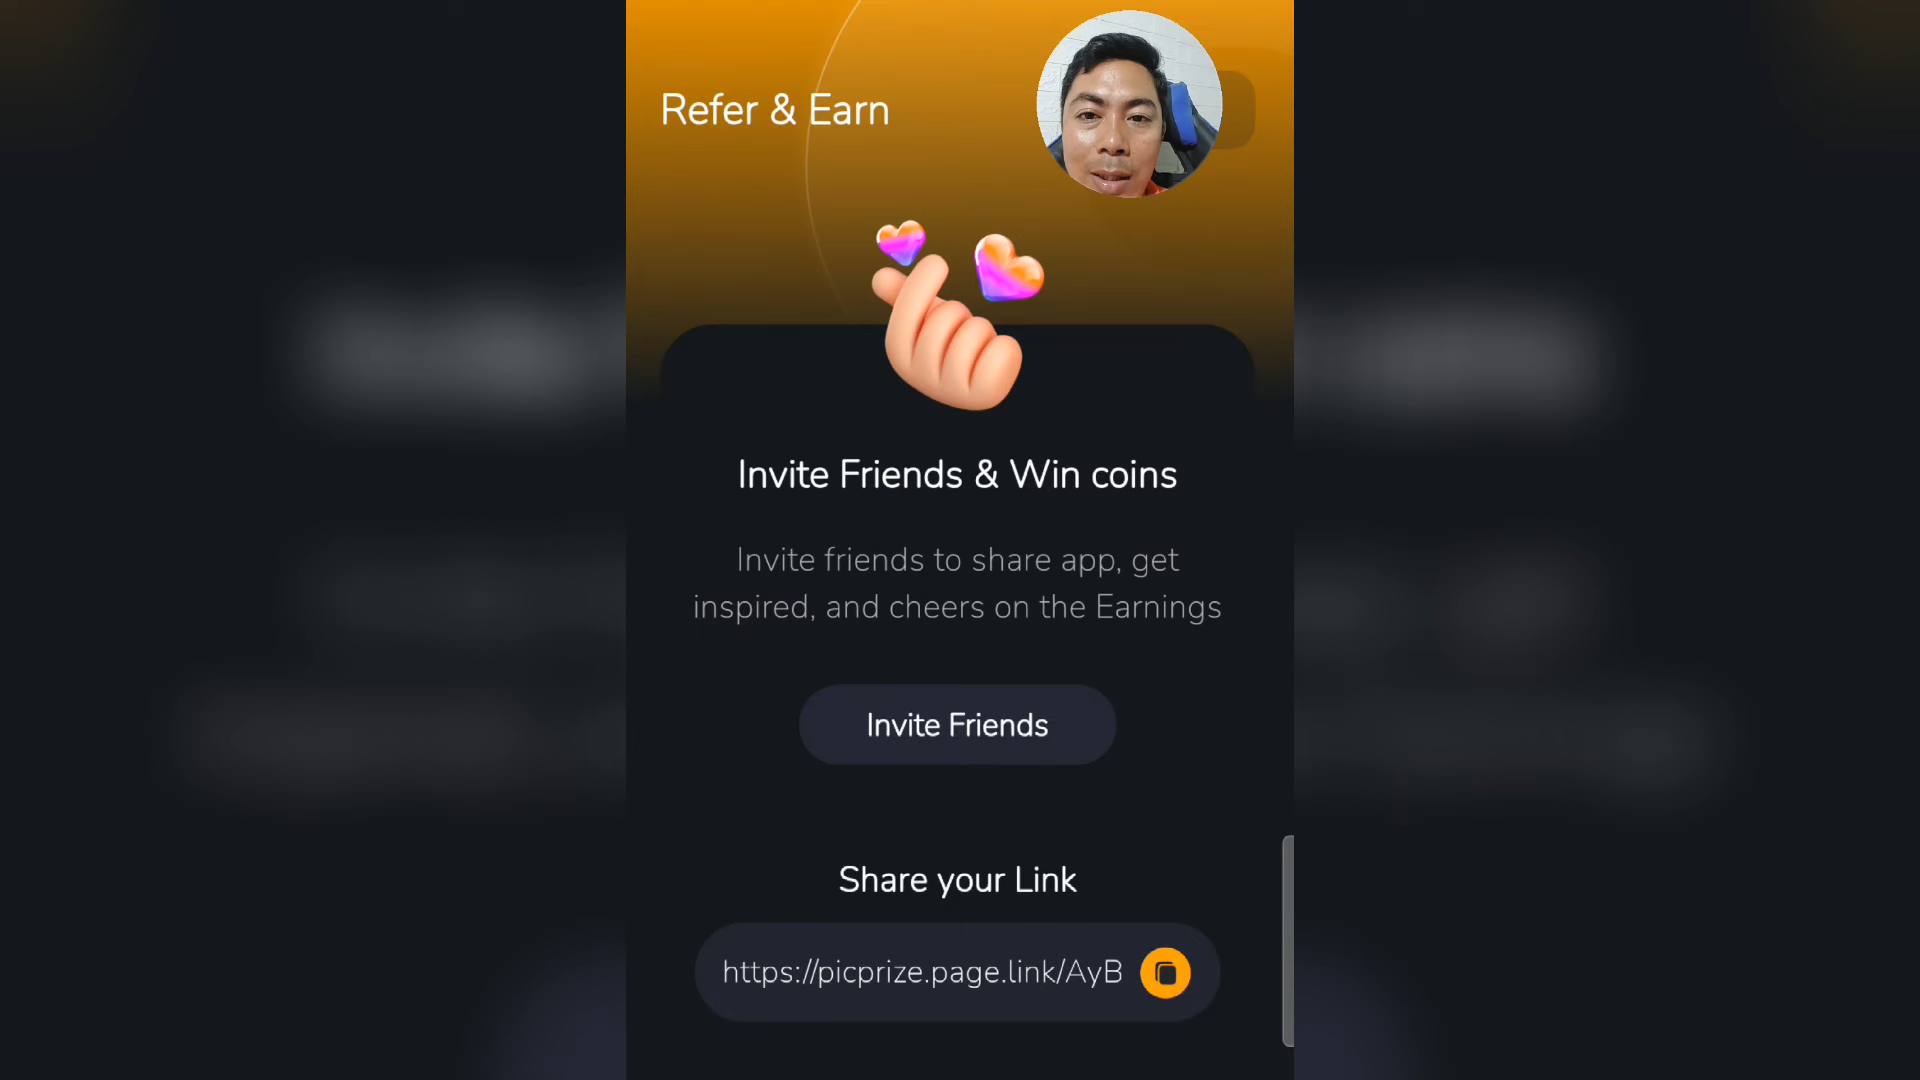 Refer & Earn
Invite Friends & Win coins
Invite friends to share app, get
inspired, and cheers on the Earnings
Invite Friends
Share your Link
https://picprize.page.link/AyB